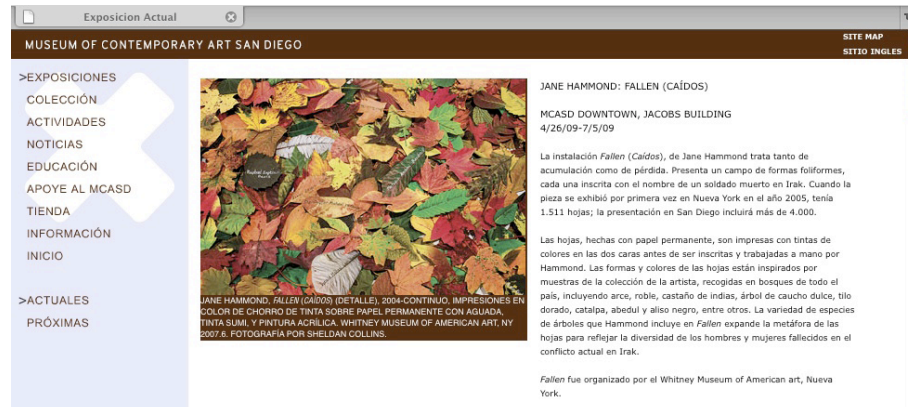 Exposicion Actual
MUSEUM OF CONTEMPORARY ART SAN DIEGO
SITE MAP
SITIO INGLES
>EXPOSICIONES
COLECCIÓN
ACTIVIDADES
NOTICIAS
EDUCACIÓN
APOYE AL MCASD
TIENDA
INFORMACIÓN
INICIO
>ACTUALES
PRÓXIMAS
JANE HAMMOND, FALLEN (CAÍDOS) (DETALLE), 2004-CONTINUO, IMPRESIONES EN
COLOR DE CHORRO DE TINTA SOBRE PAPEL PERMANENTE CON AGUADA,
TINTA SUMI, Y PINTURA ACRÍLICA. WHITNEY MUSEUM OF AMERICAN ART, NY
2007.6. FOTOGRAFÍA POR SHELDAN COLLINS.
JANE HAMMOND: FALLEN (CAÍDOS)
MCASD DOWNTOWN, JACOBS BUILDING
4/26/09-7/5/09
La instalación Fallen (Caídos), de Jane Hammond trata tanto de
acumulación como de pérdida. Presenta un campo de formas foliformes,
cada una inscrita con el nombre de un soldado muerto en Irak. Cuando la
pieza se exhibió por primera vez en Nueva York en el año 2005, tenía
1.511 hojas; la presentación en San Diego incluirá más de 4.000.
Las hojas, hechas con papel permanente, son impresas con tintas de
colores en las dos caras antes de ser inscritas y trabajadas a mano por
Hammond. Las formas y colores de las hojas están inspirados por
muestras de la colección de la artista, recogidas en bosques de todo el
país, incluyendo arce, roble, castaño de indias, árbol de caucho dulce, tilo
dorado, catalpa, abedul y aliso negro, entre otros. La variedad de especies
de árboles que Hammond incluye en Fallen expande la metáfora de las
hojas para reflejar la diversidad de los hombres y mujeres fallecidos en el
conflicto actual en Irak.
Fallen fue organizado por el Whitney Museum of American art, Nueva
York.